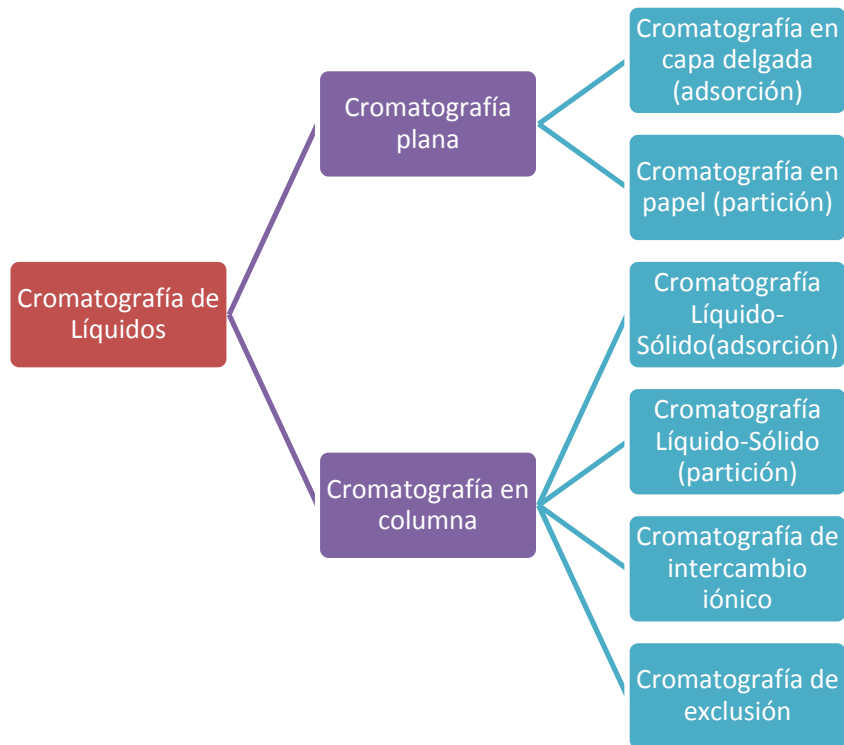 Cromatografía de
Líquidos
Cromatografía
plana
Cromatografía en
capa delgada
(adsorción)
Cromatografía en
papel (partición)
Cromatografía en
columna
Cromatografía
Líquido-
Sólido(adsorción)
Cromatografía
Líquido-Sólido
(partición)
Cromatografía de
intercambio
iónico
Cromatografía de
exclusión